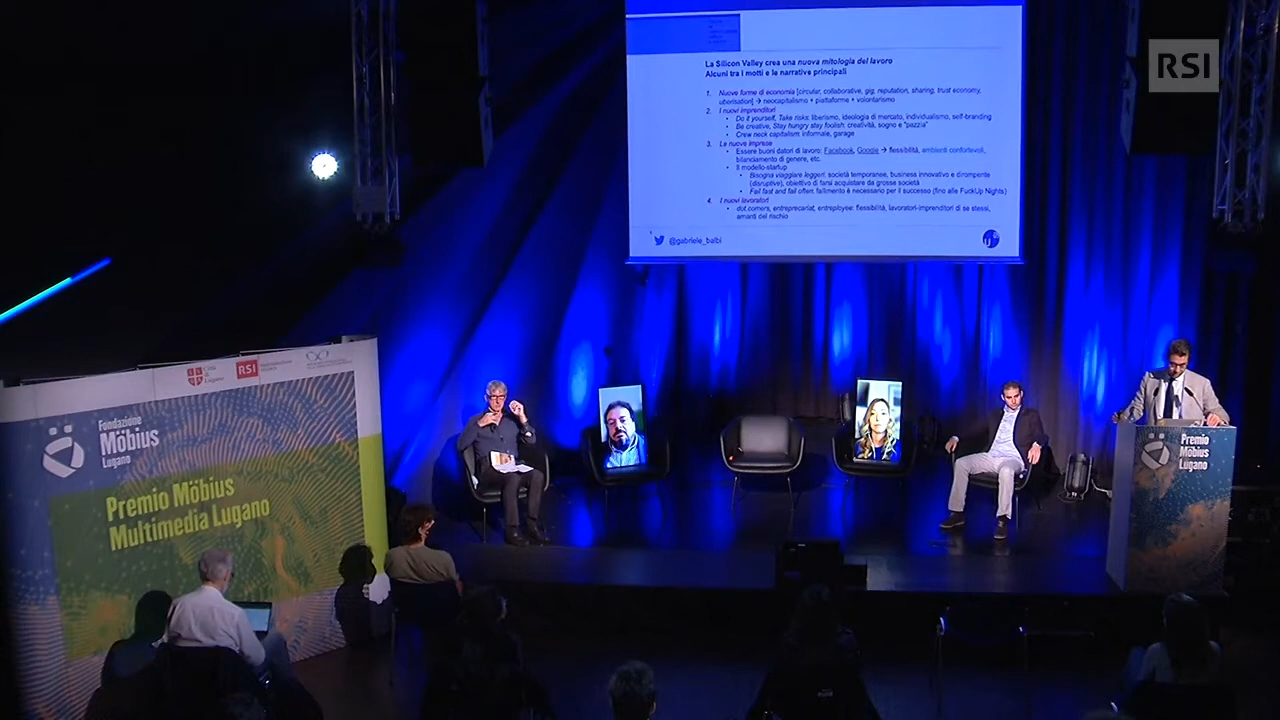 RSI
La Silicon Valley crea una nuova mitologia del lavoro
Alcuni tra i motti e le narrative principali
1. Nuove forme di economia [circular, collaborative, gig, reputation, sharing, trust economy,
uberisation] → neocapitalismo + piattaforme + volontarismo
2. I nuovi imprenditori
• Do it yourself, Take risks: liberismo, ideologia di mercato, individualismo, self-branding
• Be creative, Stay hungry stay foolish: creatività, sogno e "pazzia"
• Crew neck capitalism: informale, garage
3. Le nuove imprese
• Essere buoni datori di lavoro: Facebook, Google → flessibilità, ambienti confortevoli,
bilanciamento di genere, etc.
• Il modello-startup
• Bisogna viaggiare leggeri: società temporanee, business innovativo e dirompente
(disruptive), obiettivo di farsi acquistare da grosse società
• Fail fast and fail often: fallimento è necessario per il successo (fino alle FuckUp Nights)
4. I nuovi lavoratori
• dot.comers, entreprecariat, entreployee: flessibilità, lavoratori-imprenditori di se stessi,
amanti del rischio
@gabriele_balbi
Città
di
Lugano
RSI
Fondazione
Möbius
Lugano
Premio Möbius
Multimedia Lugano
Premio
Möbius
Lugano